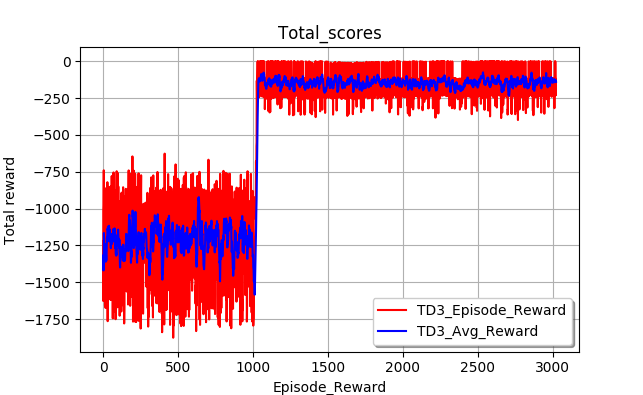 Total_scores
Total reward
0
−250
−500
−750
−1000
−1250
−1500
−1750
TD3_Episode_Reward
TD3_Avg_Reward
0 500 1000 1500 2000 2500 3000
Episode_Reward